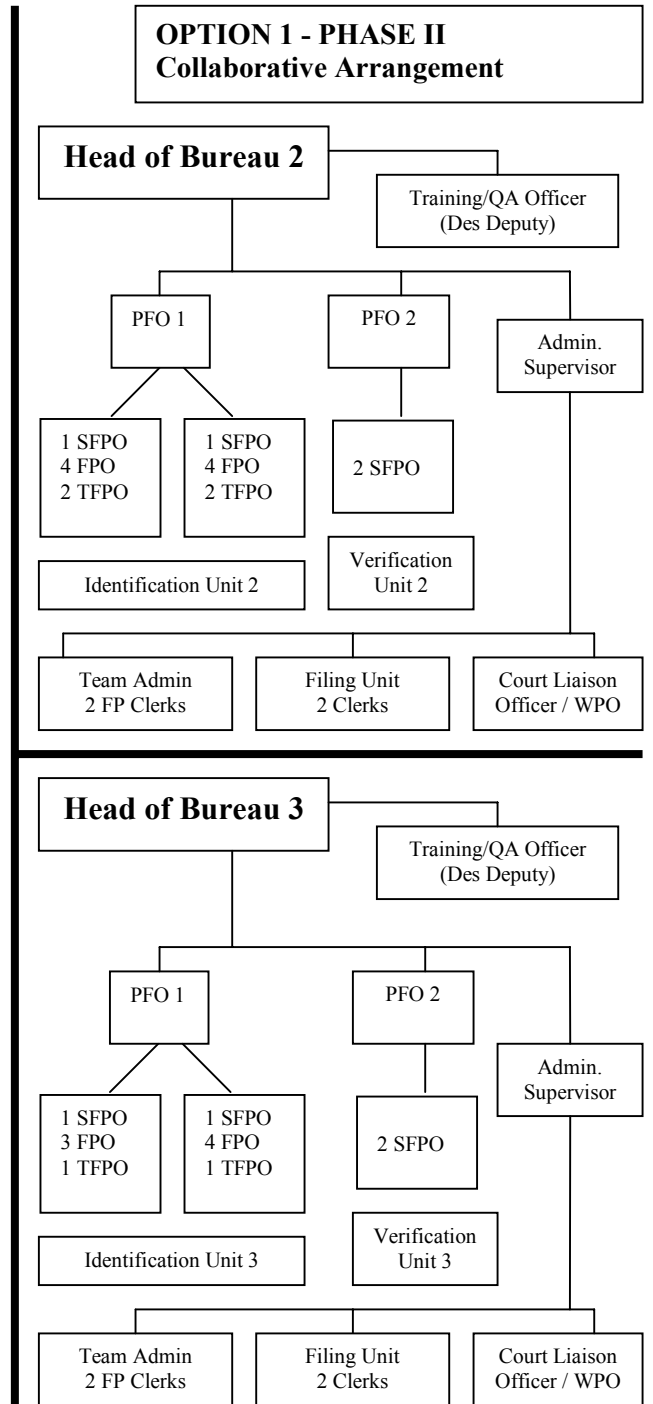 OPTION 1 - PHASE II
Collaborative Arrangement
Head of Bureau 2
Training/QA Officer
(Des Deputy)
PFO 1
PFO 2
Admin.
Supervisor
1 SFPO
4 FPO
2 TFPO
1 SFPO
4 FPO
2 TFPO
2 SFPO
Identification Unit 2
Verification
Unit 2
Team Admin
2 FP Clerks
Filing Unit
2 Clerks
Court Liaison
Officer / WPO
Head of Bureau 3
Training/QA Officer
(Des Deputy)
PFO 1
PFO 2
Admin.
Supervisor
1 SFPO
3 FPO
1 TFPO
1 SFPO
4 FPO
1 TFPO
2 SFPO
Identification Unit 3
Verification
Unit 3
Team Admin
2 FP Clerks
Filing Unit
2 Clerks
Court Liaison
Officer / WPO